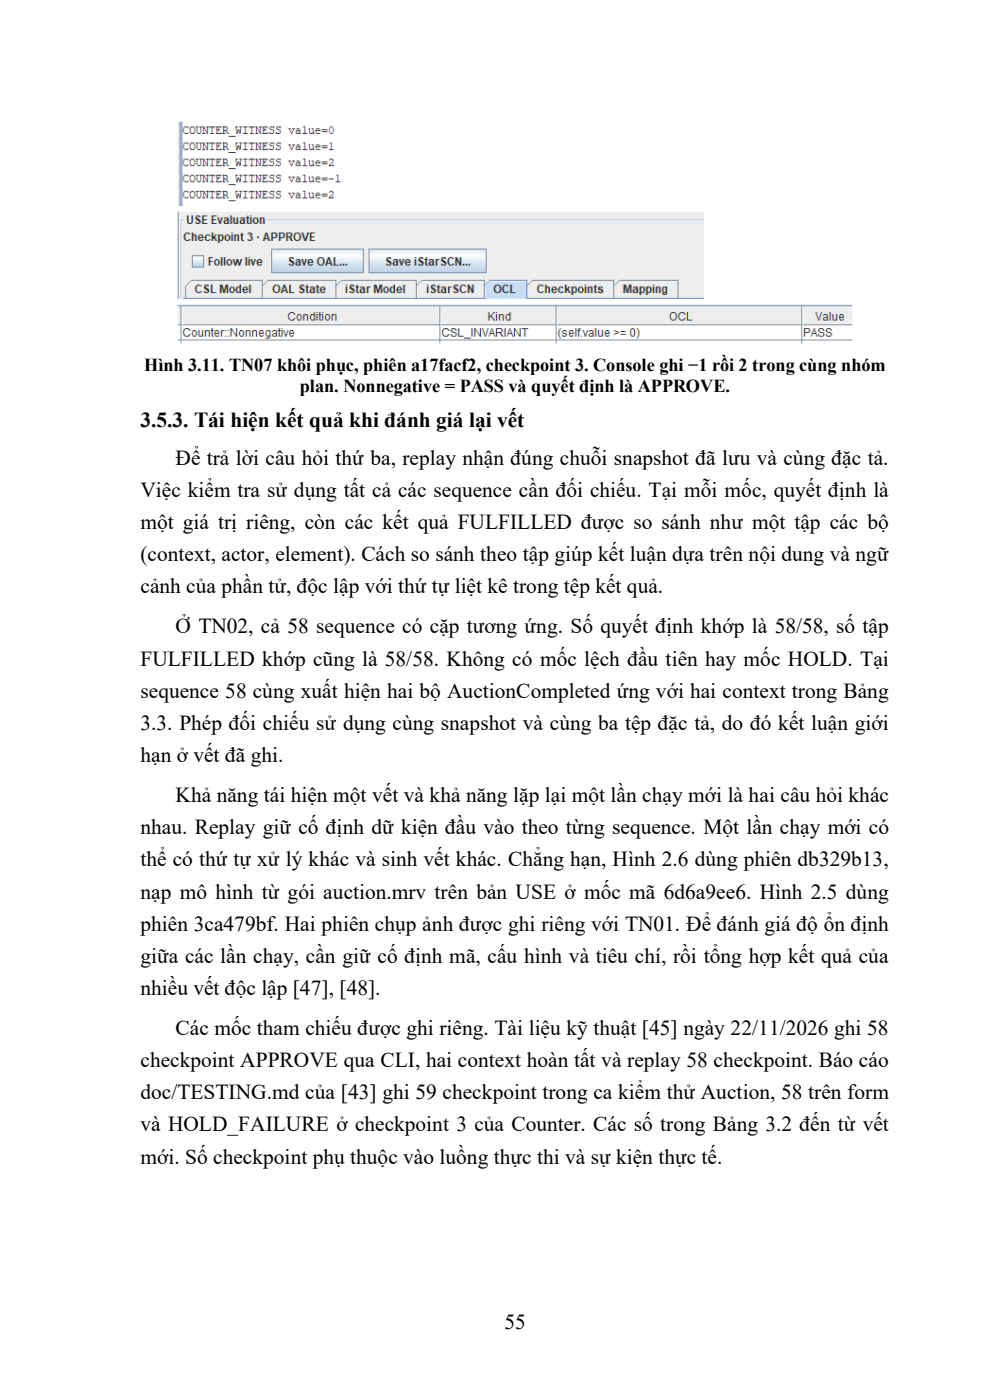 COUNTER_WITNESS value=0
COUNTER_WITNESS value=1
COUNTER_WITNESS value=2
COUNTER_WITNESS value=-1
COUNTER_WITNESS value=2
USE Evaluation
Checkpoint 3 · APPROVE
Follow live Save OAL... Save iStarSCN...
CSL Model OAL State iStar Model iStarSCN OCL Checkpoints Mapping
Condition Kind OCL Value
Counter::Nonnegative CSL_INVARIANT (self.value >= 0) PASS
Hình 3.11. TN07 khôi phục, phiên a17facf2, checkpoint 3. Console ghi −1 rồi 2 trong cùng nhóm
plan. Nonnegative = PASS và quyết định là APPROVE.
3.5.3. Tái hiện kết quả khi đánh giá lại vết
Để trả lời câu hỏi thứ ba, replay nhận đúng chuỗi snapshot đã lưu và cùng đặc tả.
Việc kiểm tra sử dụng tất cả các sequence cần đối chiếu. Tại mỗi mốc, quyết định là
một giá trị riêng, còn các kết quả FULFILLED được so sánh như một tập các bộ
(context, actor, element). Cách so sánh theo tập giúp kết luận dựa trên nội dung và ngữ
cảnh của phần tử, độc lập với thứ tự liệt kê trong tệp kết quả.
Ở TN02, cả 58 sequence có cặp tương ứng. Số quyết định khớp là 58/58, số tập
FULFILLED khớp cũng là 58/58. Không có mốc lệch đầu tiên hay mốc HOLD. Tại
sequence 58 cùng xuất hiện hai bộ AuctionCompleted ứng với hai context trong Bảng
3.3. Phép đối chiếu sử dụng cùng snapshot và cùng ba tệp đặc tả, do đó kết luận giới
hạn ở vết đã ghi.
Khả năng tái hiện một vết và khả năng lặp lại một lần chạy mới là hai câu hỏi khác
nhau. Replay giữ cố định dữ kiện đầu vào theo từng sequence. Một lần chạy mới có
thể có thứ tự xử lý khác và sinh vết khác. Chẳng hạn, Hình 2.6 dùng phiên db329b13,
nạp mô hình từ gói auction.mrv trên bản USE ở mốc mã 6d6a9ee6. Hình 2.5 dùng
phiên 3ca479bf. Hai phiên chụp ảnh được ghi riêng với TN01. Để đánh giá độ ổn định
giữa các lần chạy, cần giữ cố định mã, cấu hình và tiêu chí, rồi tổng hợp kết quả của
nhiều vết độc lập [47], [48].
Các mốc tham chiếu được ghi riêng. Tài liệu kỹ thuật [45] ngày 22/11/2026 ghi 58
checkpoint APPROVE qua CLI, hai context hoàn tất và replay 58 checkpoint. Báo cáo
doc/TESTING.md của [43] ghi 59 checkpoint trong ca kiểm thử Auction, 58 trên form
và HOLD_FAILURE ở checkpoint 3 của Counter. Các số trong Bảng 3.2 đến từ vết
mới. Số checkpoint phụ thuộc vào luồng thực thi và sự kiện thực tế.
55